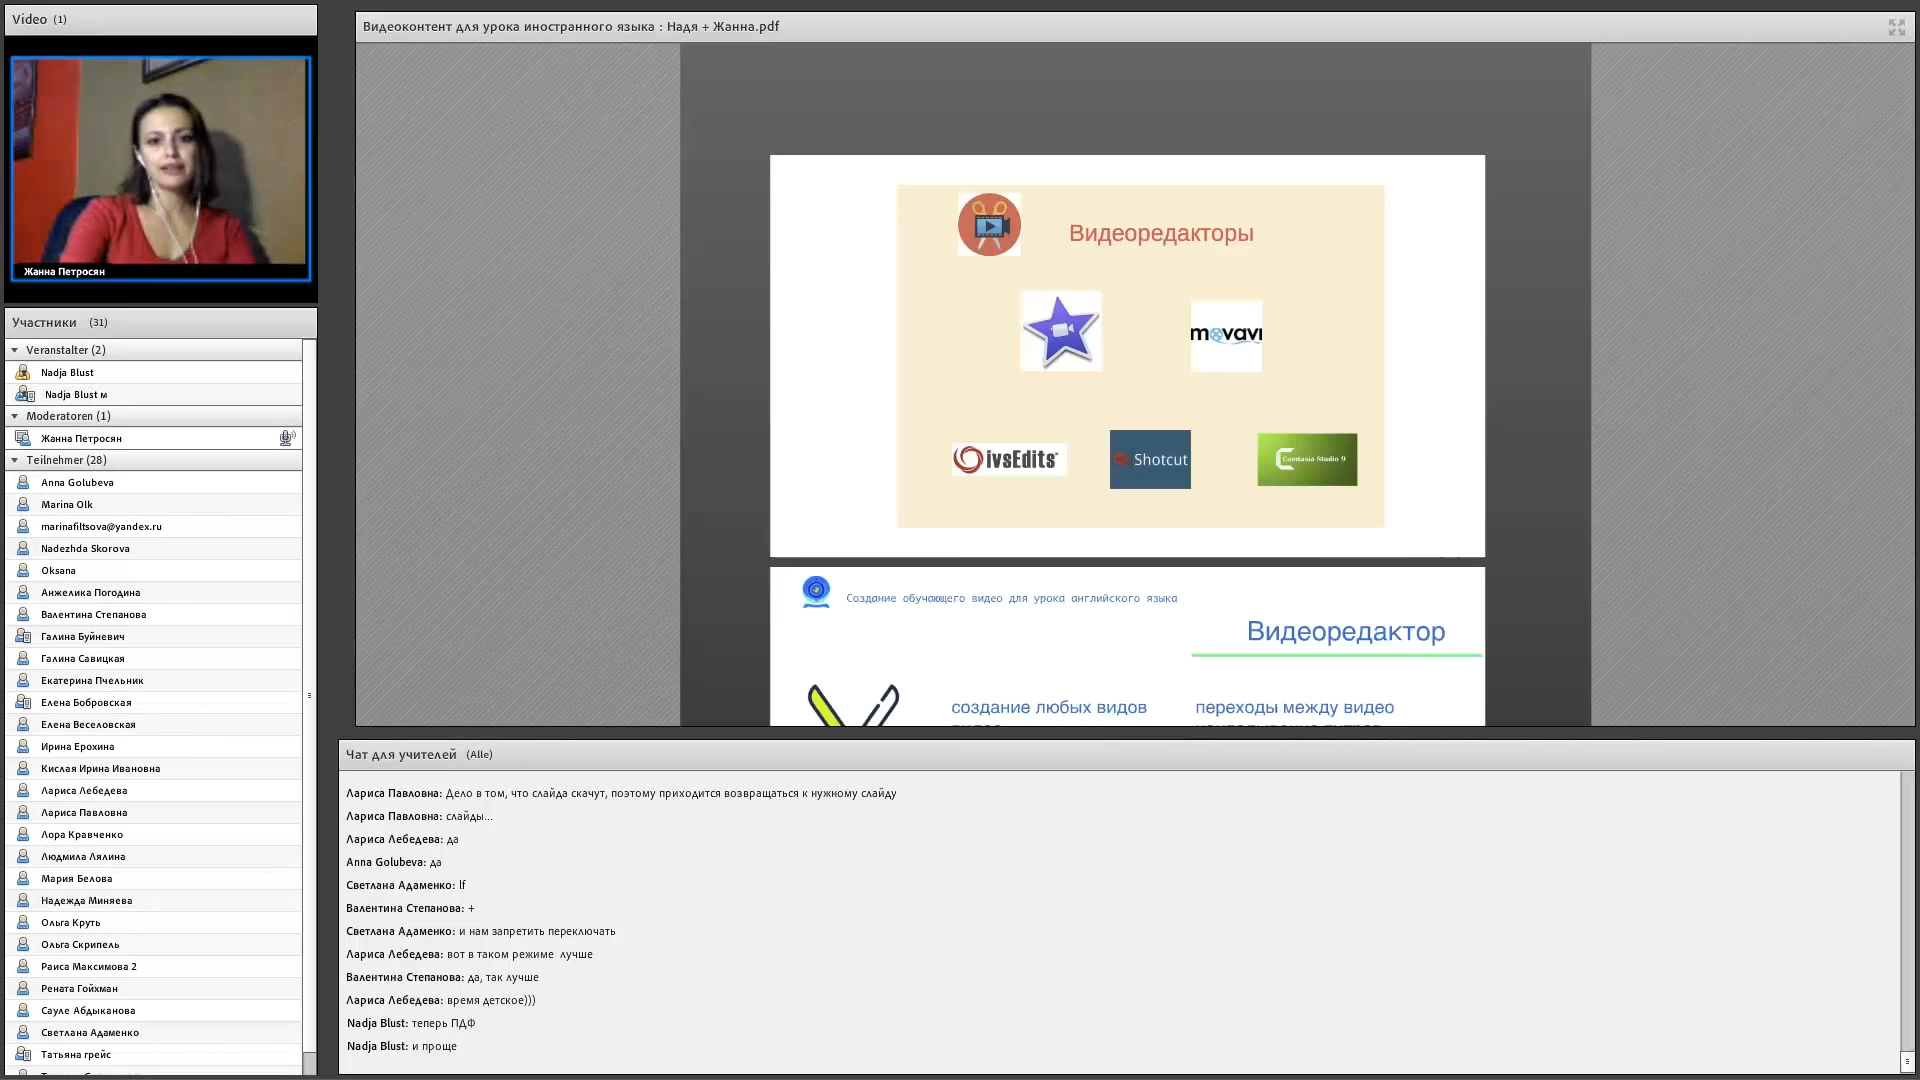 Video (1)
Жанна Петросян
Участники (31)
Veranstalter (2)
Nadja Blust
Nadja Blust м
Moderatoren (1)
Жанна Петросян
Teilnehmer (28)
Anna Golubeva
Marina Olk
marinafiltsova@yandex.ru
Nadezhda Skorova
Oksana
Анжелика Погодина
Валентина Степанова
Галина Буйневич
Галина Савицкая
Екатерина Пчельник
Елена Бобровская
Елена Веселовская
Ирина Ерохина
Кислая Ирина Ивановна
Лариса Лебедева
Лариса Павловна
Лора Кравченко
Людмила Лялина
Мария Белова
Надежда Миняева
Ольга Круть
Ольга Скрипель
Раиса Максимова 2
Рената Гойхман
Сауле Абдыканова
Светлана Адаменко
Татьяна грейс
Видеоконтент для урока иностранного языка : Надя + Жанна.pdf
Видеоредакторы
movavi
ivsEdits
Shotcut
Camtasia Studio 9
Создание обучающего видео для урока английского языка
Видеоредактор
создание любых видов
переходы между видео
Чат для учителей (Alle)
Лариса Павловна: Дело в том, что слайда скачут, поэтому приходится возвращаться к нужному слайду
Лариса Павловна: слайды...
Лариса Лебедева: да
Anna Golubeva: да
Светлана Адаменко: lf
Валентина Степанова: +
Светлана Адаменко: и нам запретить переключать
Лариса Лебедева: вот в таком режиме  лучше
Валентина Степанова: да, так лучше
Лариса Лебедева: время детское)))
Nadja Blust: теперь ПДФ
Nadja Blust: и проще